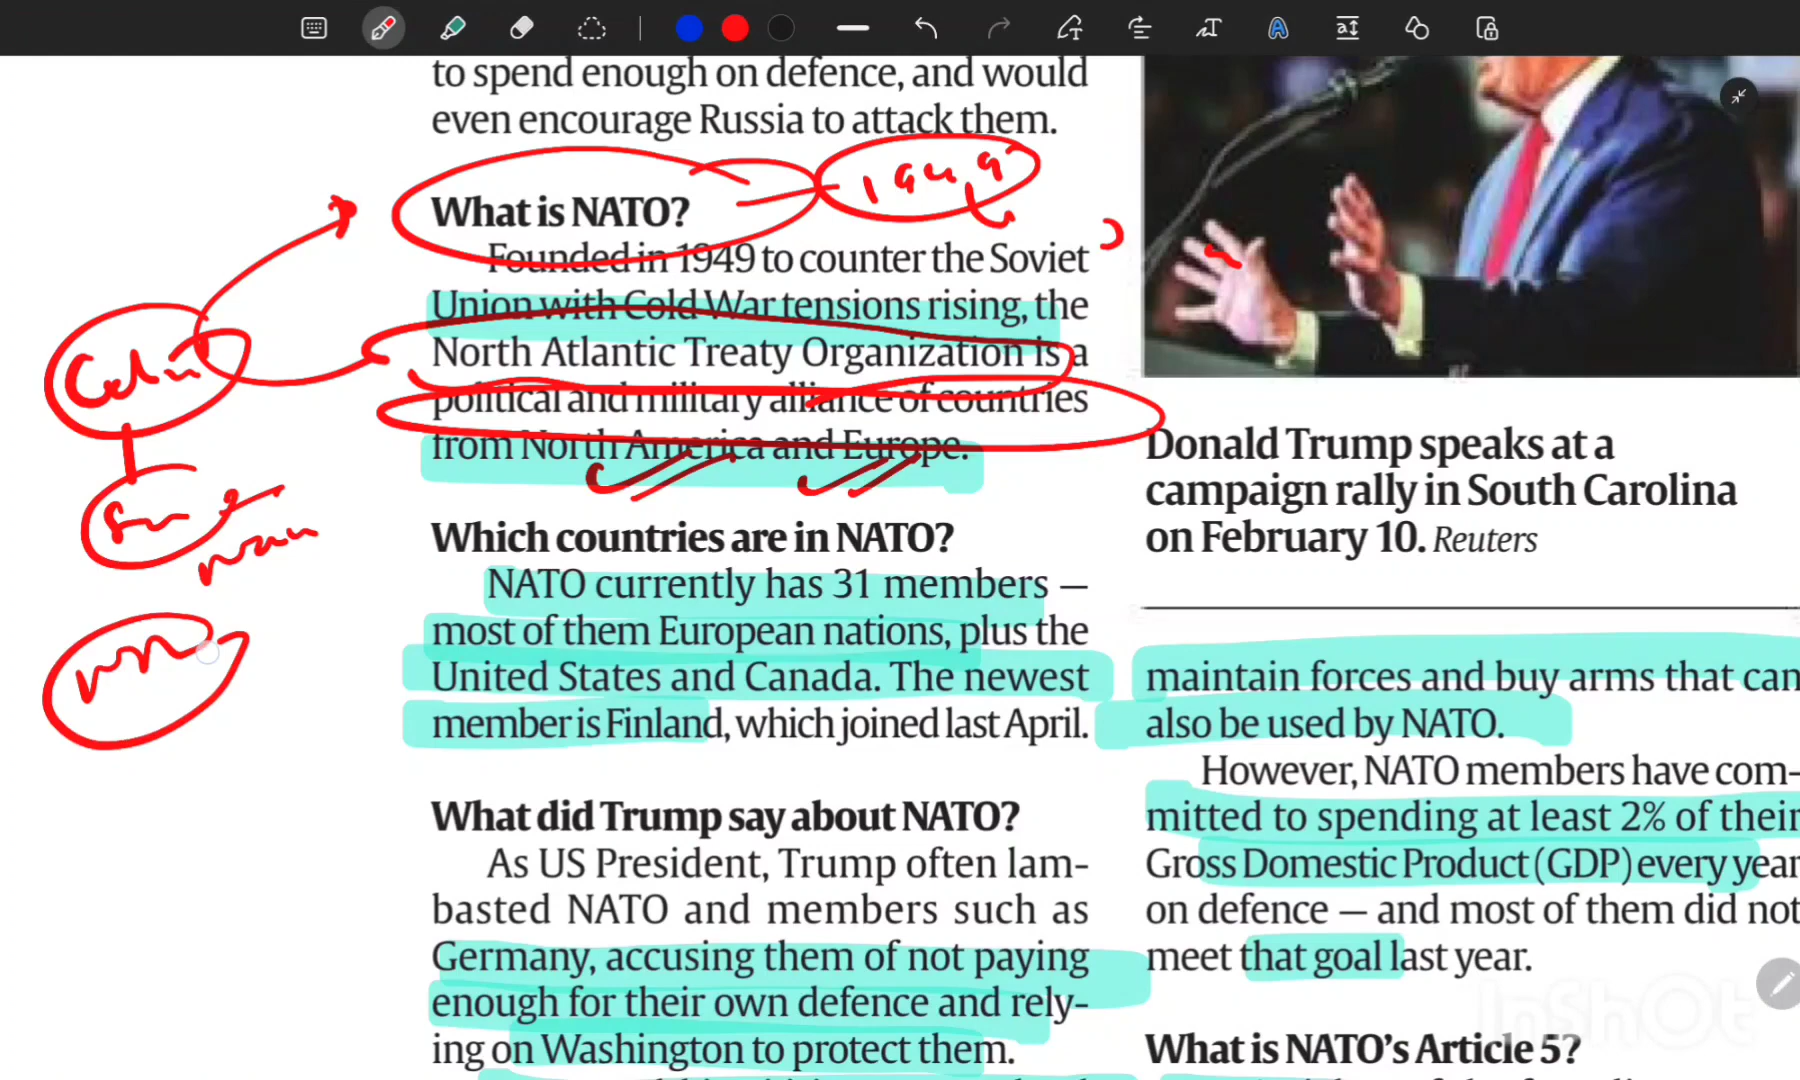 to spend enough on defence, and would
even encourage Russia to attack them.
1949
What is NATO?
Founded in 1949 to counter the Soviet
Union with Cold War tensions rising, the
North Atlantic Treaty Organization is a
political and military alliance of countries
from North America and Europe.
Which countries are in NATO?
NATO currently has 31 members —
most of them European nations, plus the
United States and Canada. The newest
member is Finland, which joined last April.
What did Trump say about NATO?
As US President, Trump often lam-
basted NATO and members such as
Germany, accusing them of not paying
enough for their own defence and rely-
ing on Washington to protect them.
Donald Trump speaks at a
campaign rally in South Carolina
on February 10. Reuters
maintain forces and buy arms that can
also be used by NATO.
However, NATO members have com-
mitted to spending at least 2% of their
Gross Domestic Product (GDP) every year
on defence — and most of them did not
meet that goal last year.
What is NATO's Article 5?
InShOt